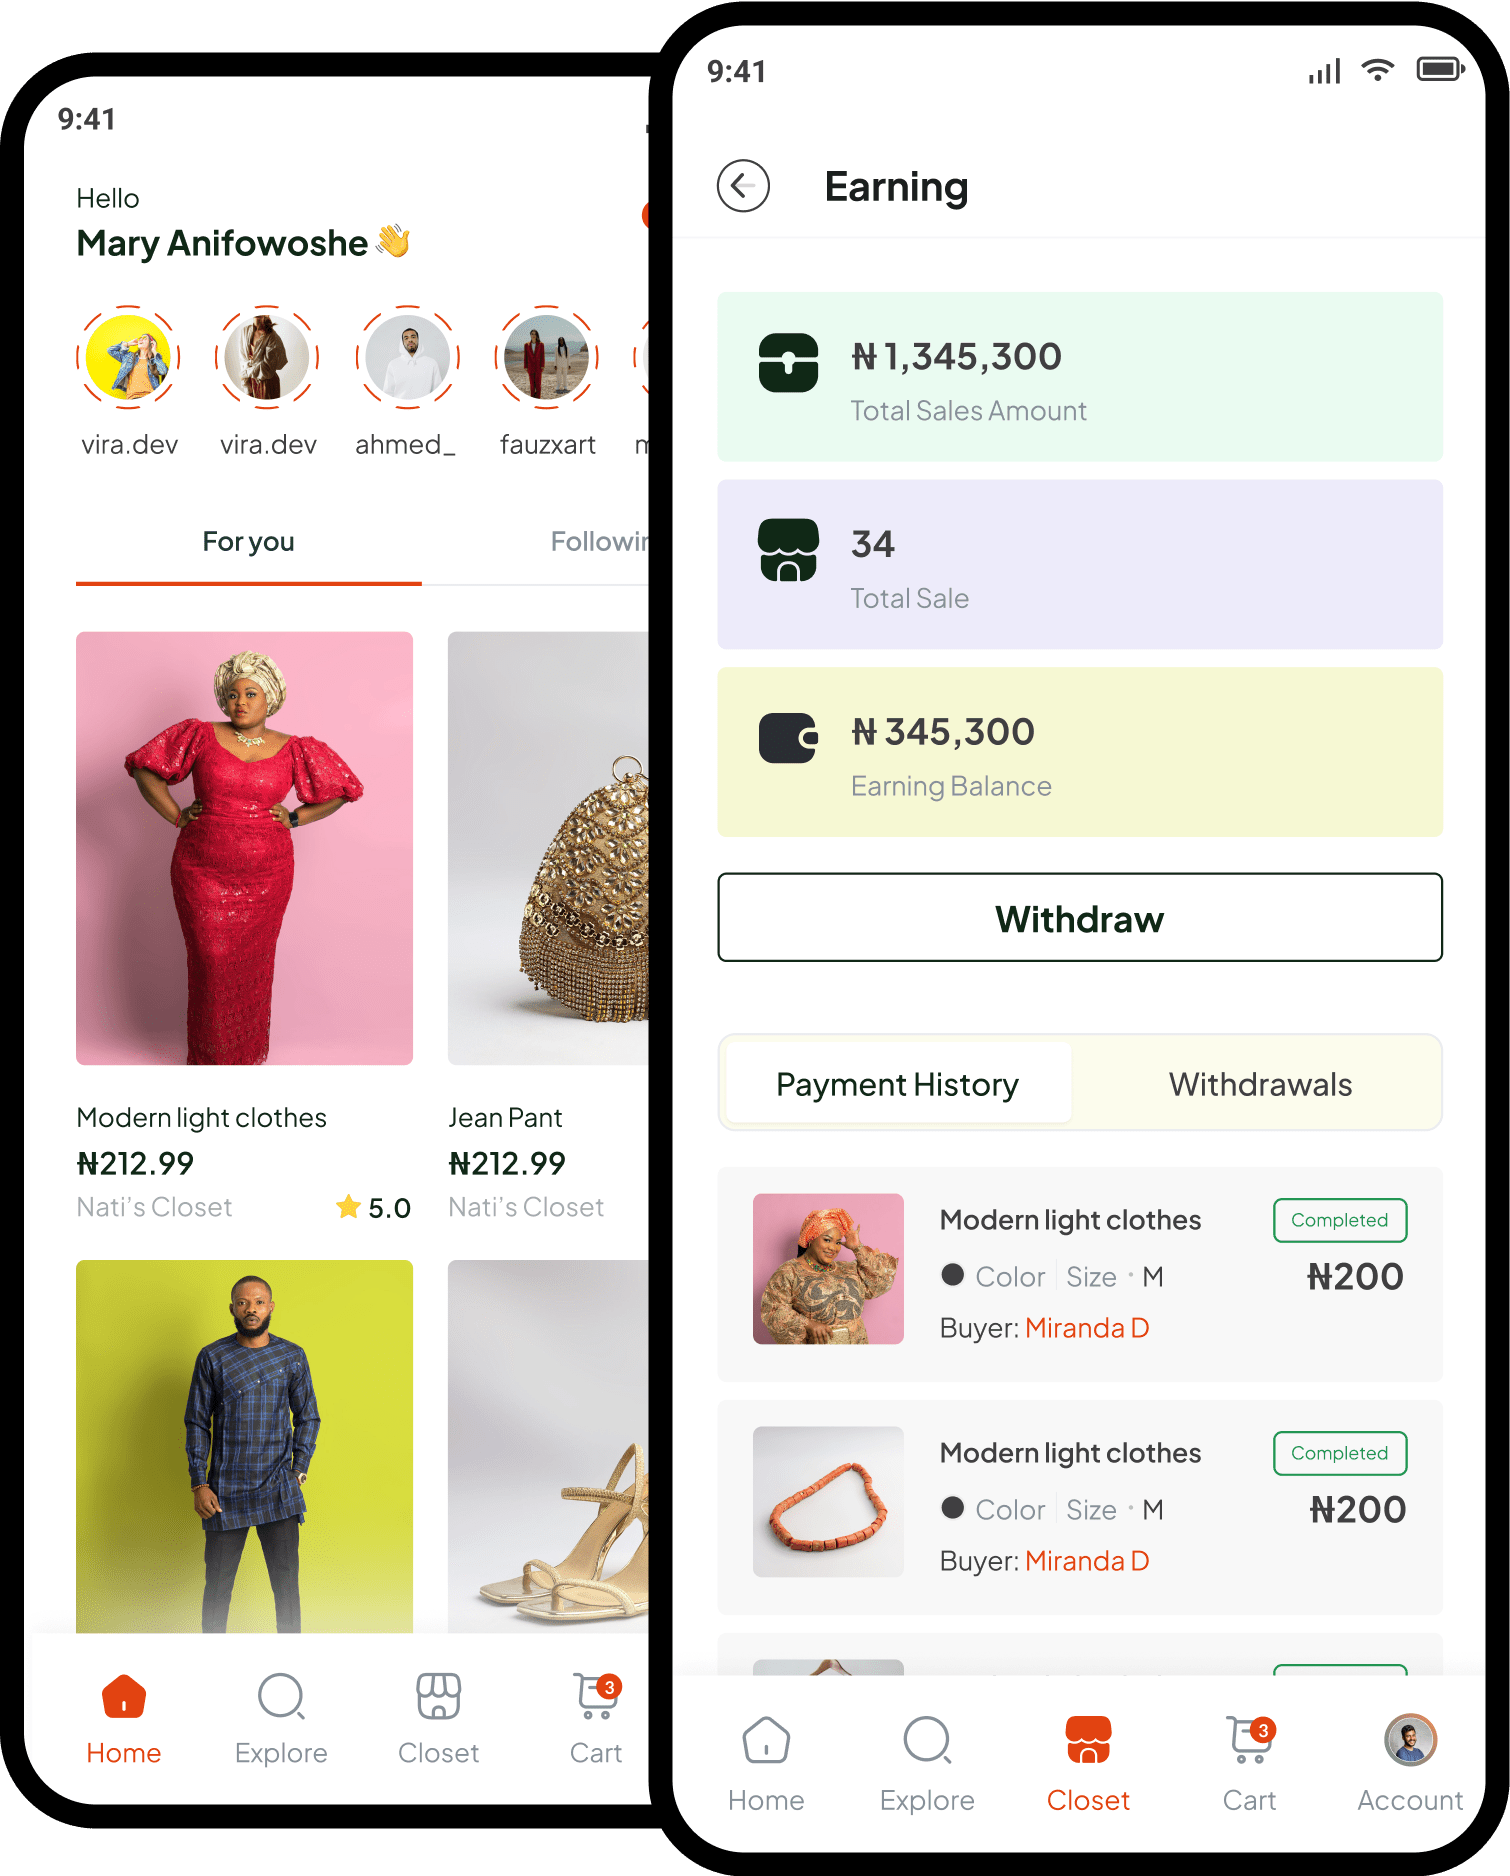 9:41
Hello
Mary Anifowoshe 👋
vira.dev
vira.dev
ahmed_
fauzxart
For you
Modern light clothes
₦212.99
Nati's Closet
5.0
Jean Pant
₦212.99
Nati's Closet
Home
Explore
Closet
3
Cart
9:41
Earning
₦ 1,345,300
Total Sales Amount
34
Total Sale
₦ 345,300
Earning Balance
Withdraw
Payment History
Withdrawals
Modern light clothes
Completed
Color Size • M
₦200
Buyer: Miranda D
Modern light clothes
Completed
Color Size • M
₦200
Buyer: Miranda D
Home
Explore
Closet
3
Cart
Account